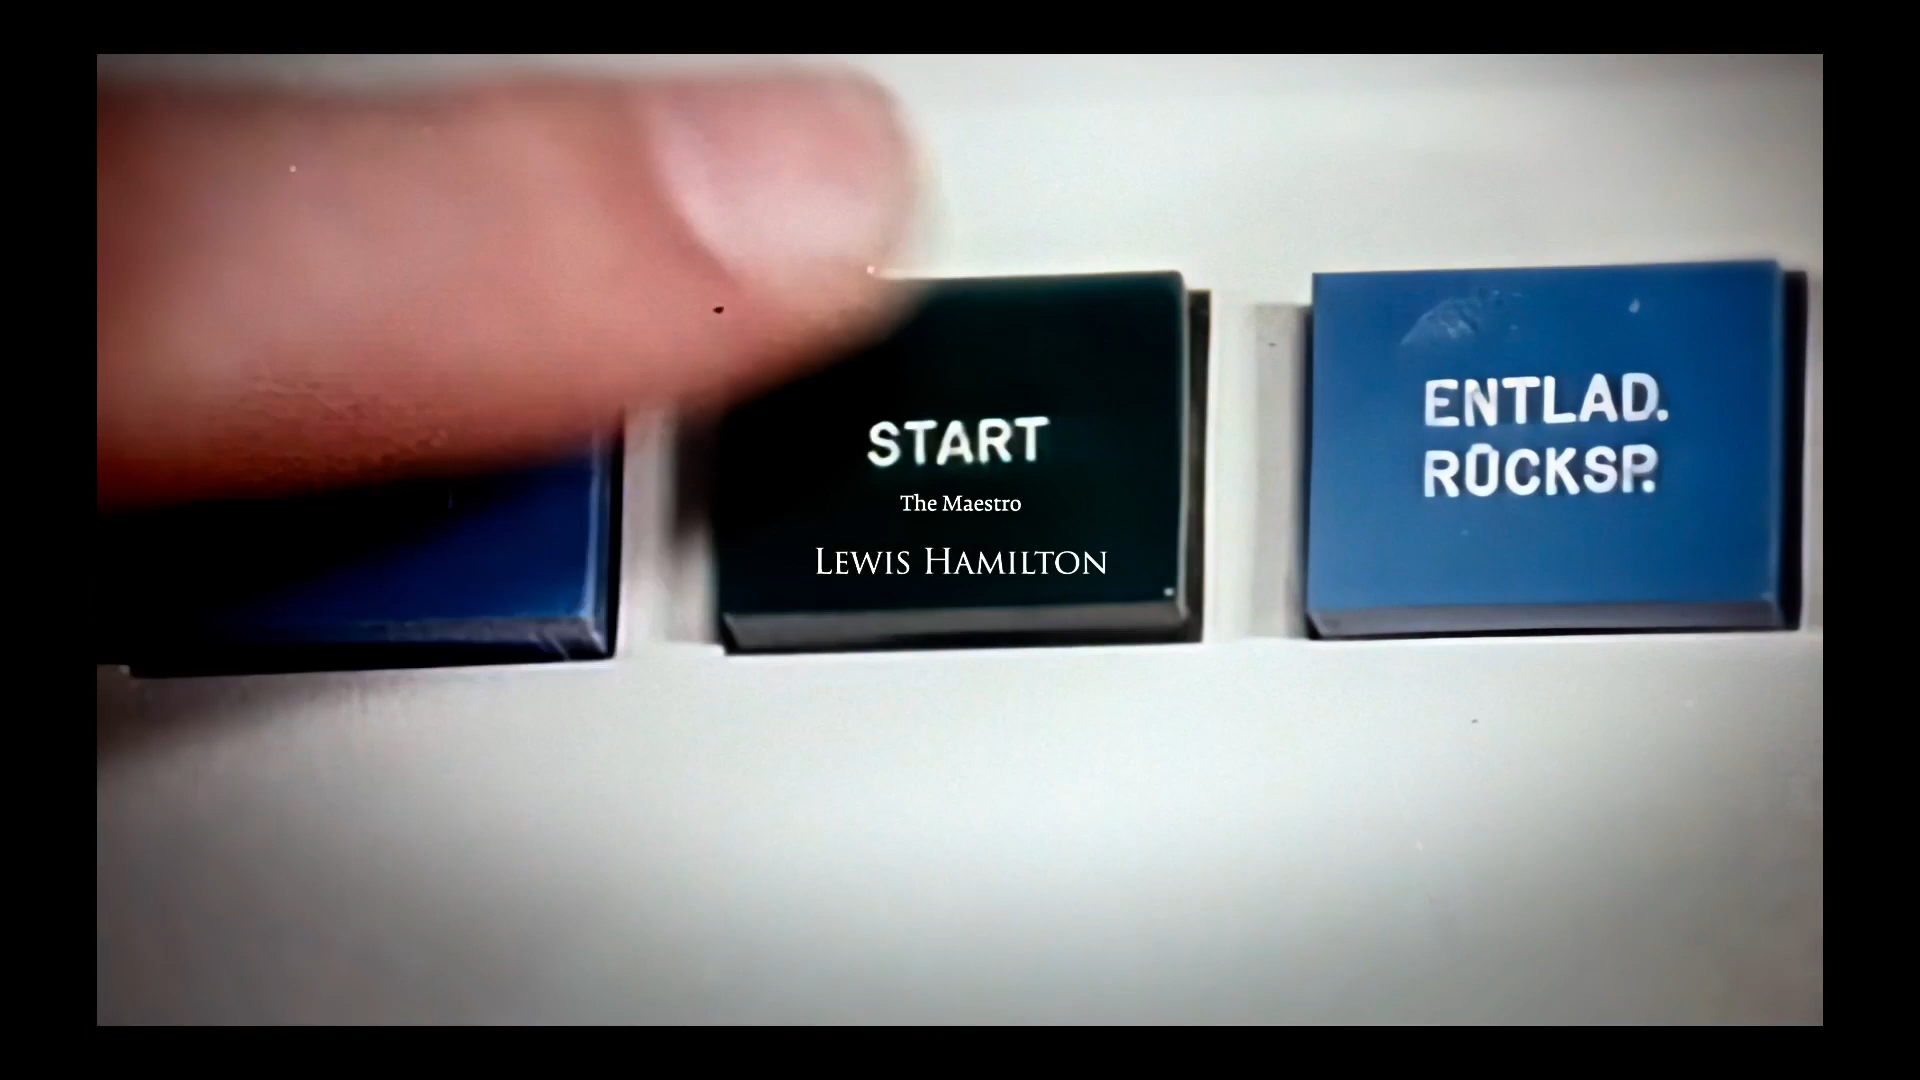 START
The Maestro
LEWIS HAMILTON
ENTLAD.
RÜCKSP.